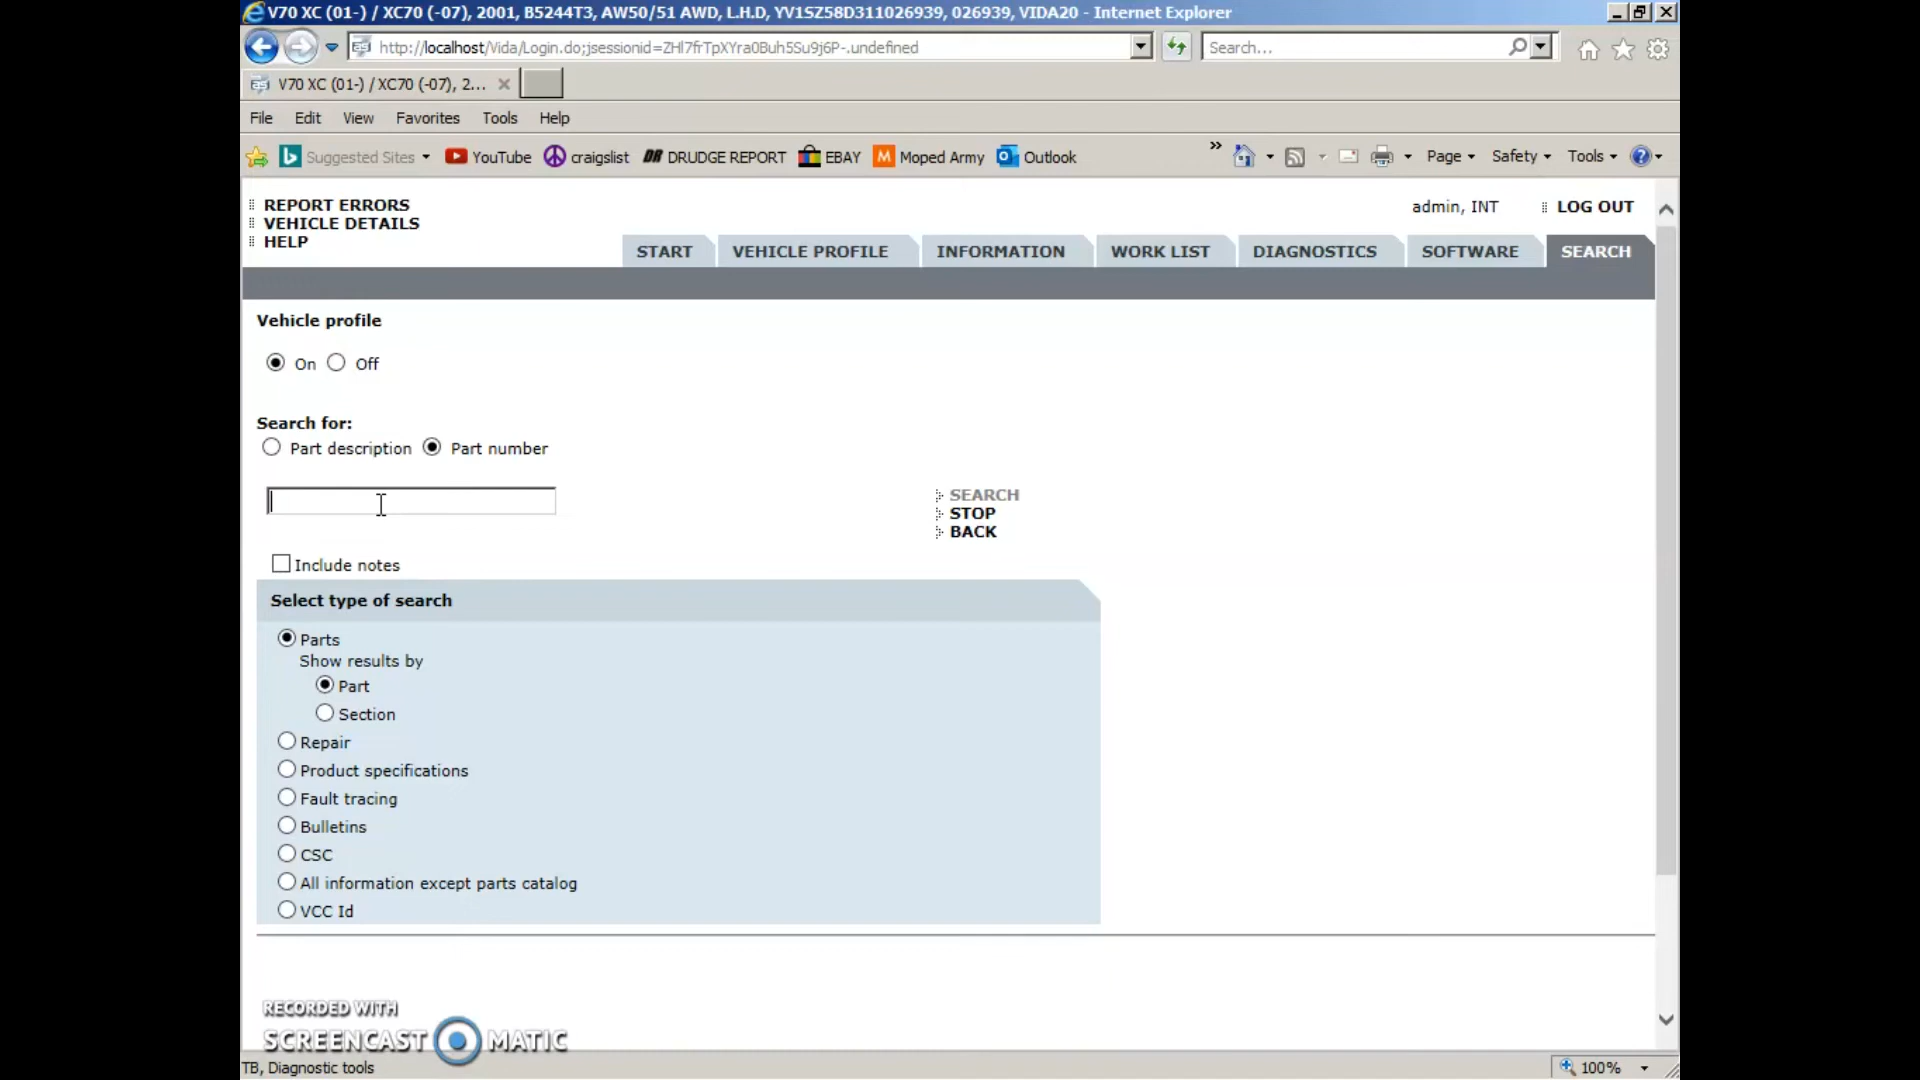 V70 XC (01-) / XC70 (-07), 2001, B5244T3, AW50/51 AWD, L.H.D, YV1SZ58D311026939, 026939, VIDA20 - Internet Explorer
http://localhost/Vida/Login.do;jsessionid=ZHl7frTpXYra0Buh5Su9j6P-.undefined
Search...
V70 XC (01-) / XC70 (-07), 2...
File Edit View Favorites Tools Help
Suggested Sites YouTube craigslist DR DRUDGE REPORT EBAY M Moped Army Outlook » Page Safety Tools
REPORT ERRORS
VEHICLE DETAILS
HELP
admin, INT LOG OUT
START VEHICLE PROFILE INFORMATION WORK LIST DIAGNOSTICS SOFTWARE SEARCH
Vehicle profile
On Off
Search for:
Part description Part number
SEARCH
STOP
BACK
Include notes
Select type of search
Parts
Show results by
Part
Section
Repair
Product specifications
Fault tracing
Bulletins
CSC
All information except parts catalog
VCC Id
RECORDED WITH
SCREENCAST MATIC
TB, Diagnostic tools
100%